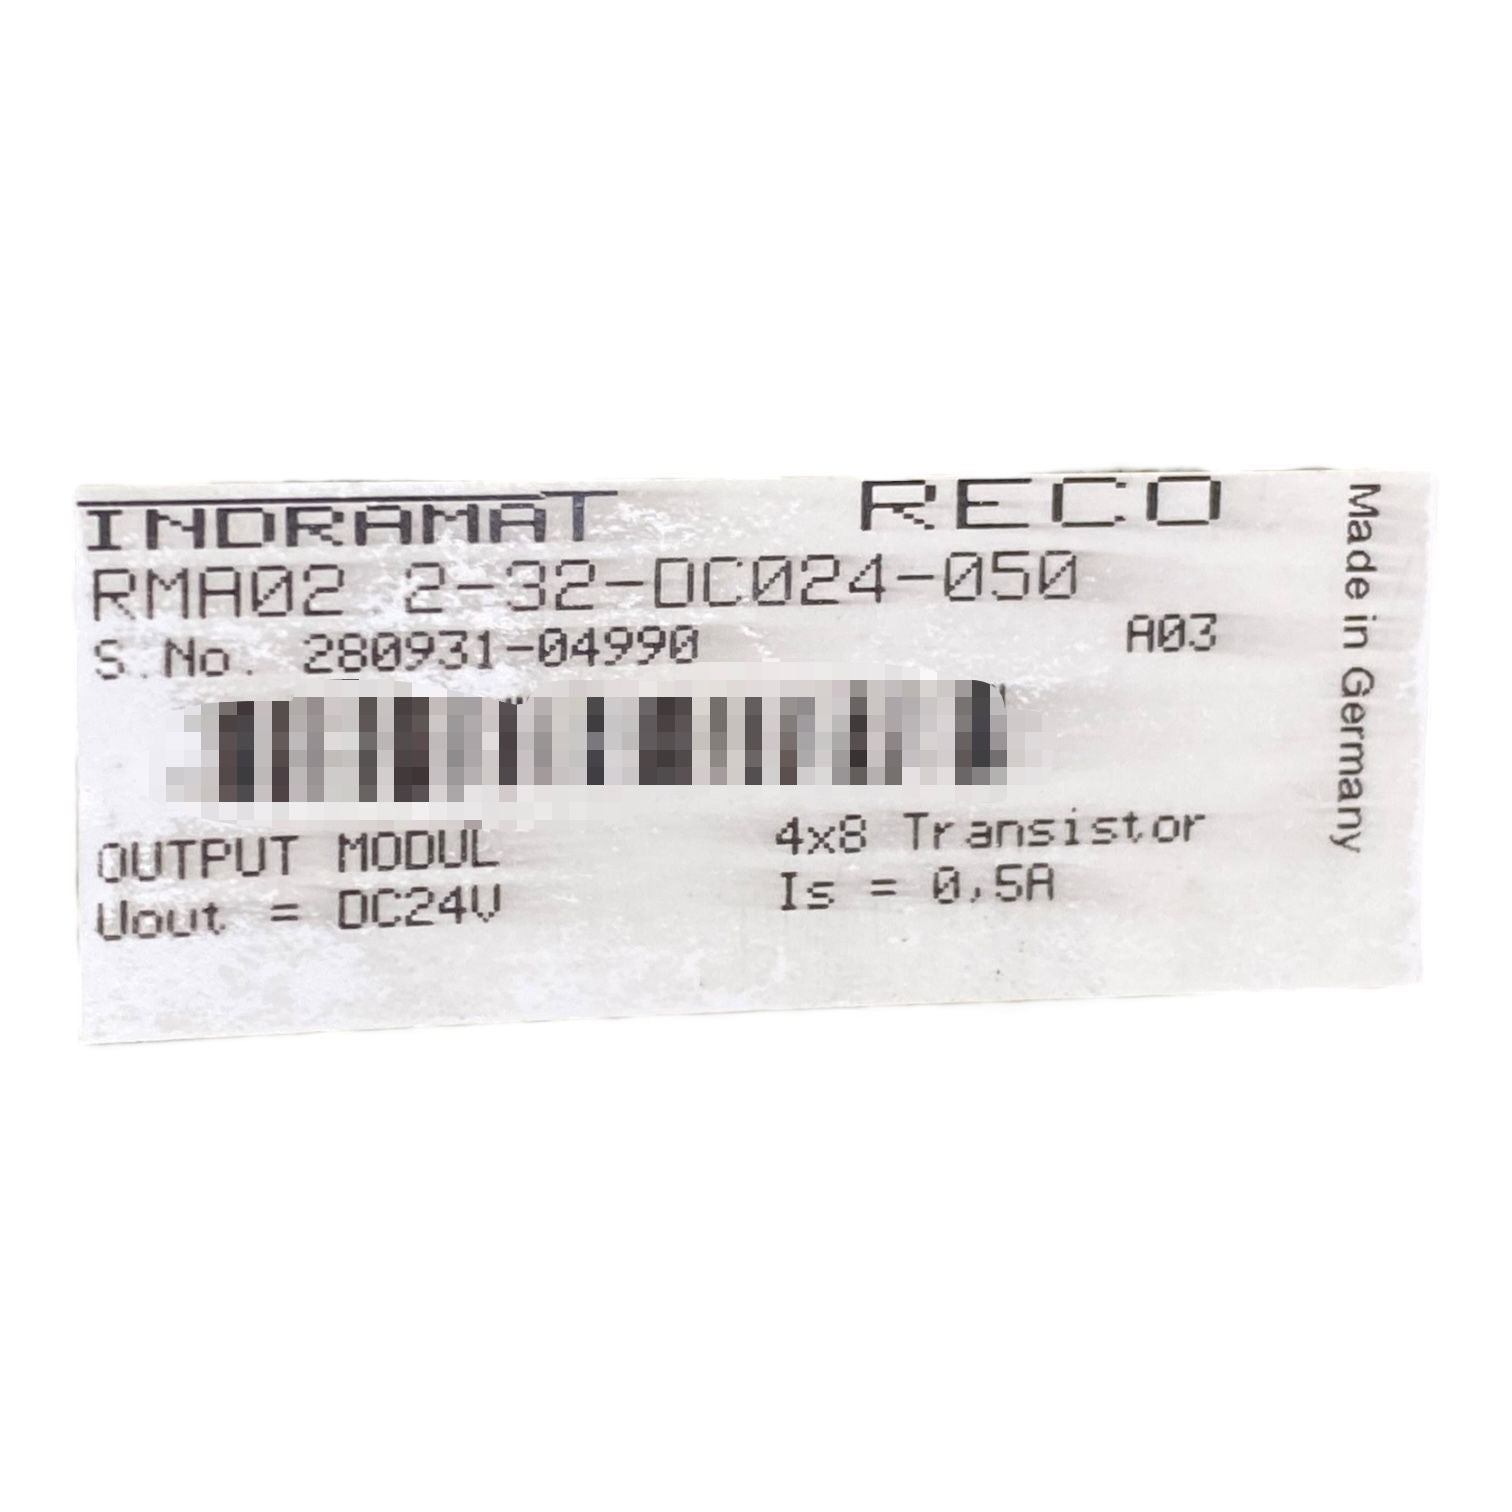 INDRAMAT RECO
RMA02.2-32-DC024-050
S.No. 280931-04990 A03
OUTPUT MODUL 4x8 Transistor
Uout = DC24V Is = 0,5A
Made in Germany